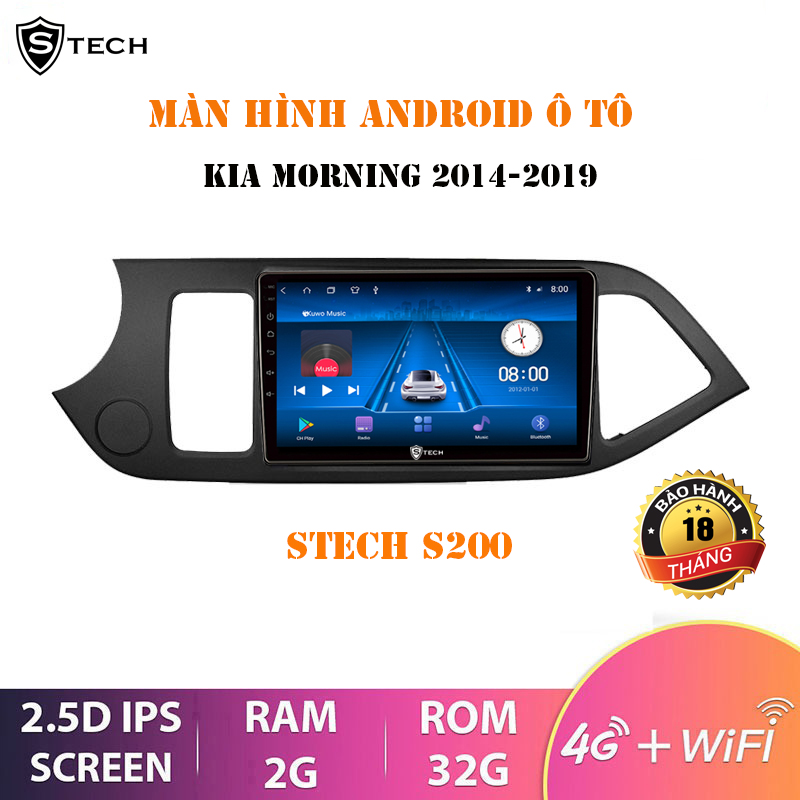 S TECH
MÀN HÌNH ANDROID Ô TÔ
KIA MORNING 2014-2019
8:00
Kuwo Music
Music
08:00
2012-01-01
CH Play
Radio
Music
Bluetooth
S TECH
STECH S200
BẢO HÀNH
18
THÁNG
2.5D IPS
SCREEN
RAM
2G
ROM
32G
4G + WiFi